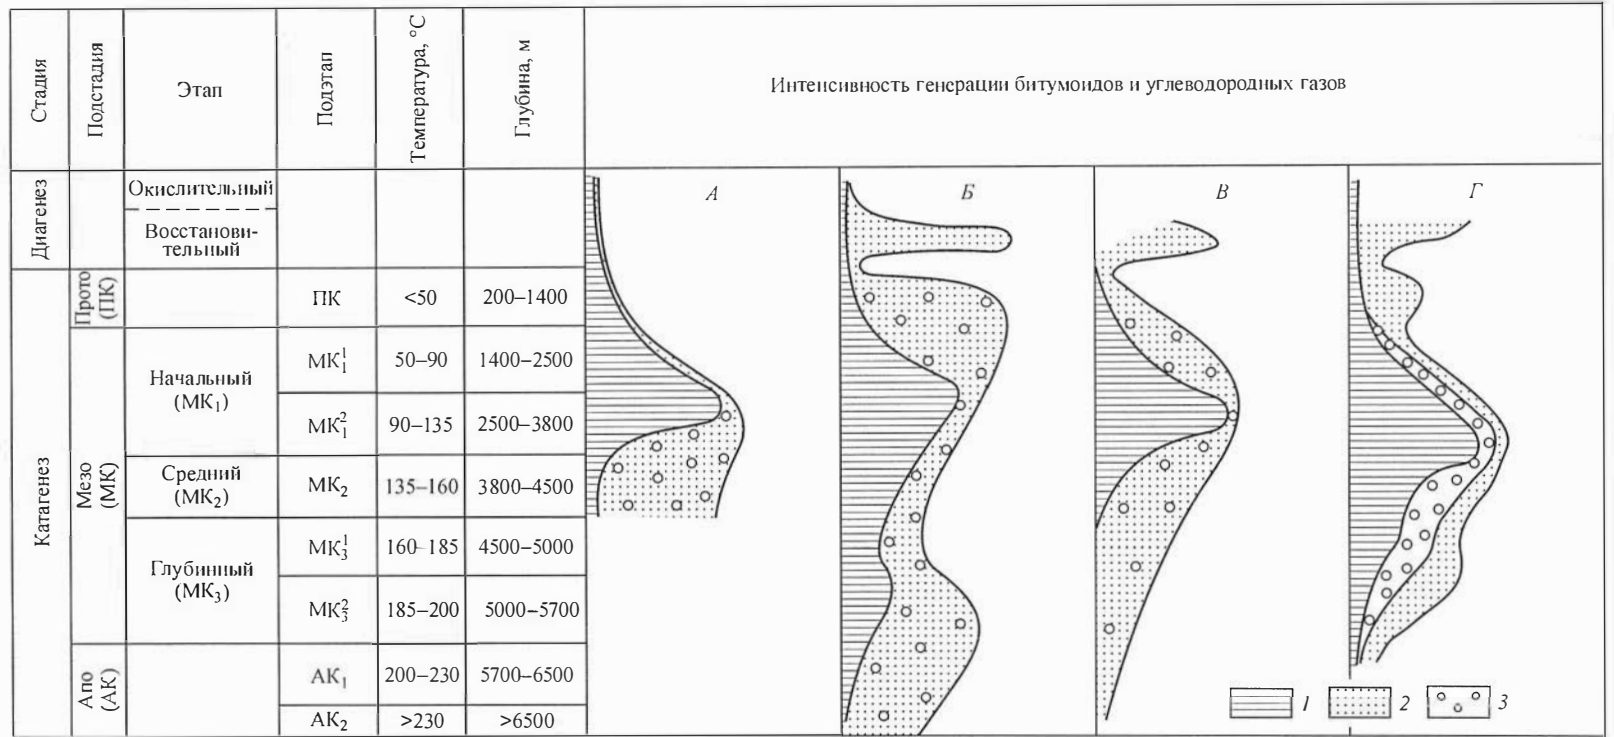 Стадия
Подстадия
Этап
Подэтап
Температура, °С
Глубина, м
Интенсивность генерации битумоидов и углеводородных газов
Диагенез
Окислительный
Восстанови-
тельный
А
Б
В
Г
Катагенез
Прото
(ПК)
ПК
<50
200–1400
Мезо
(МК)
Начальный
(МК₁)
МК₁¹
50–90
1400–2500
МК₁²
90–135
2500–3800
Средний
(МК₂)
МК₂
135–160
3800–4500
Глубинный
(МК₃)
МК₃¹
160–185
4500–5000
МК₃²
185–200
5000–5700
Апо
(АК)
АК₁
200–230
5700–6500
АК₂
>230
>6500
1
2
3